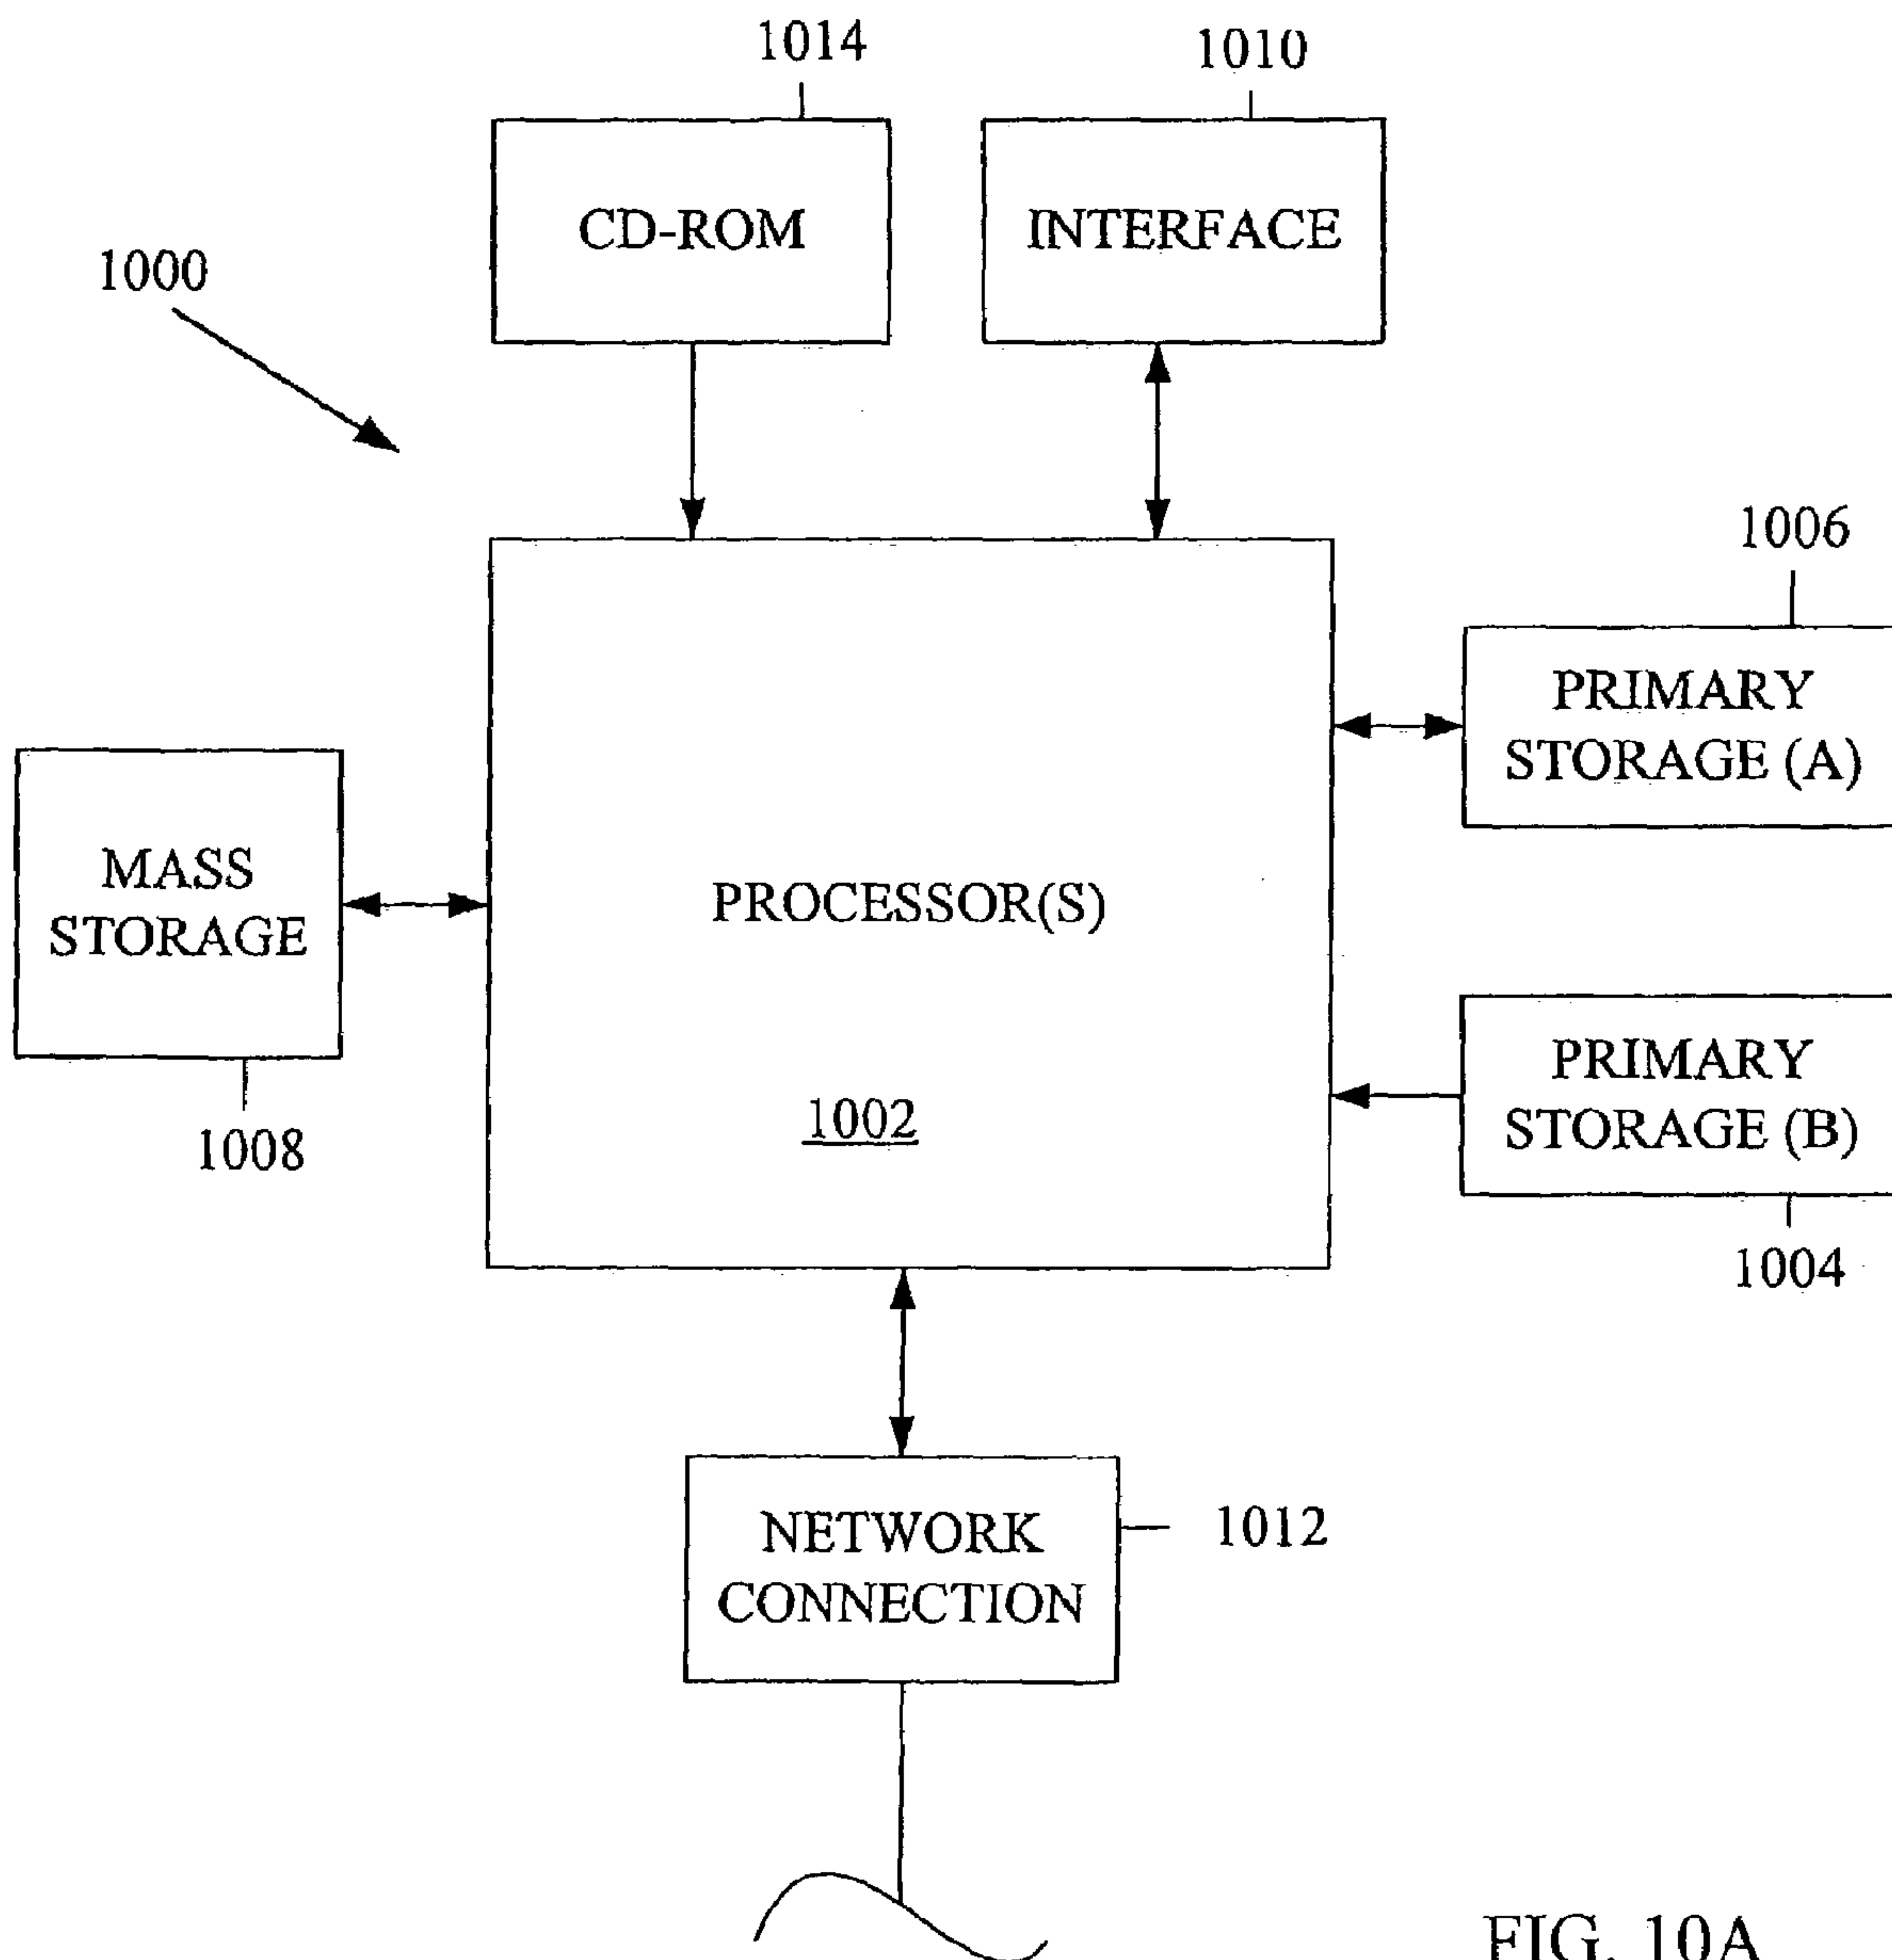 1014
1010
CD-ROM
INTERFACE
1000
1006
PRIMARY
STORAGE (A)
MASS
STORAGE
PROCESSOR(S)
PRIMARY
STORAGE (B)
1002
1008
1004
NETWORK
CONNECTION
1012
FIG. 10A